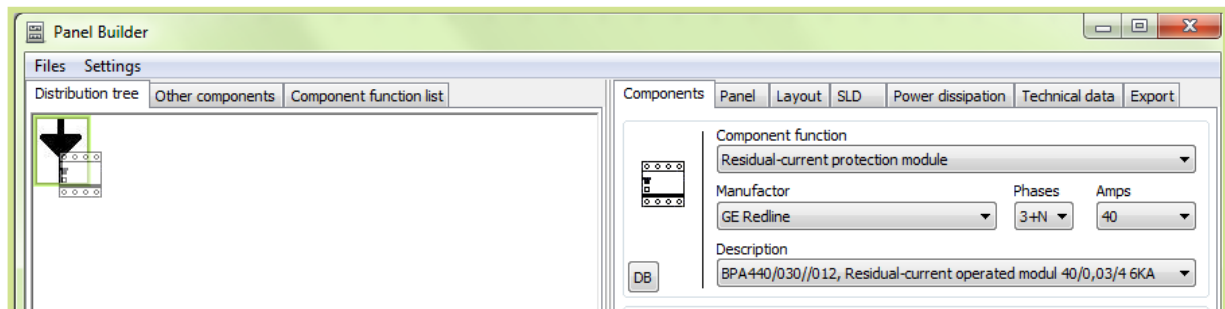 Panel Builder
Files Settings
Distribution tree Other components Component function list
Components Panel Layout SLD Power dissipation Technical data Export
Component function
Residual-current protection module
Manufactor Phases Amps
GE Redline 3+N 40
Description
DB BPA440/030//012, Residual-current operated modul 40/0,03/4 6KA